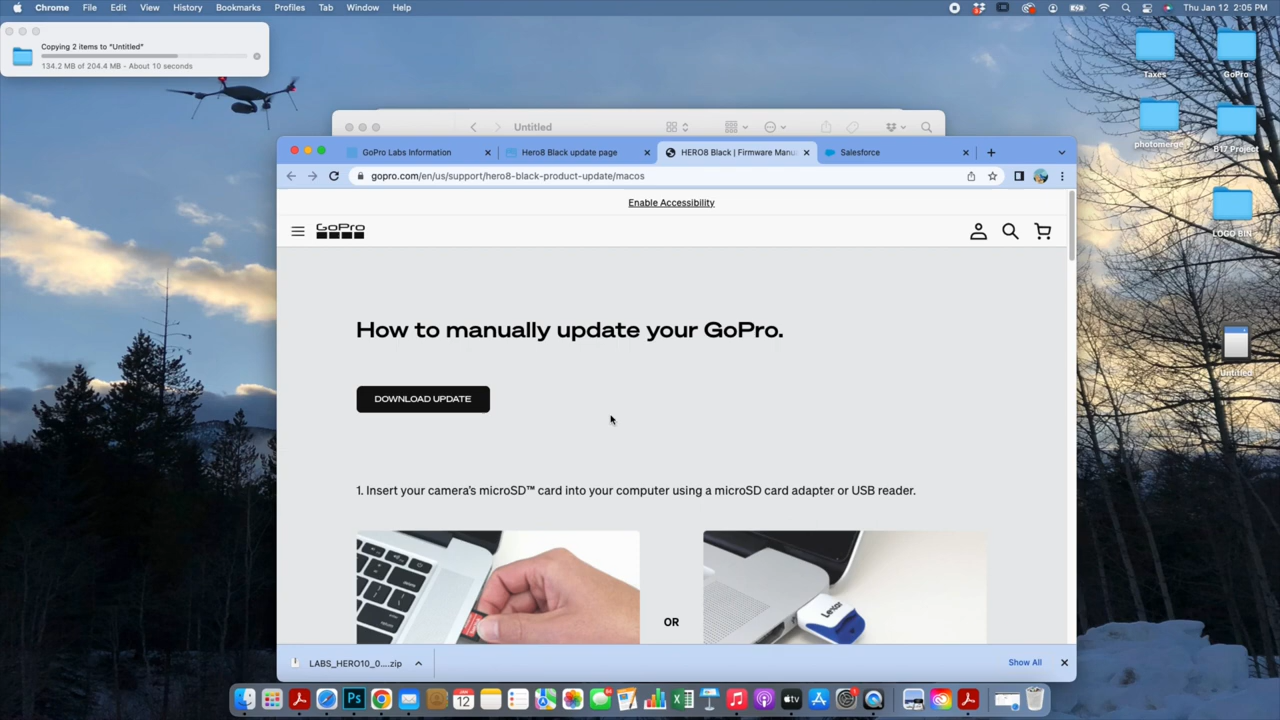 Chrome File Edit View History Bookmarks Profiles Tab Window Help
Thu Jan 12 2:05 PM
Copying 2 items to "Untitled"
134.2 MB of 204.4 MB - About 10 seconds
Taxes
GoPro
photomerge
B17 Project
LOGO BIN
Untitled
Untitled
GoPro Labs Information
Hero8 Black update page
HERO8 Black | Firmware Manu
Salesforce
gopro.com/en/us/support/hero8-black-product-update/macos
Enable Accessibility
GoPro
How to manually update your GoPro.
DOWNLOAD UPDATE
1. Insert your camera's microSD™ card into your computer using a microSD card adapter or USB reader.
OR
Lexar
LABS_HERO10_0....zip
Show All